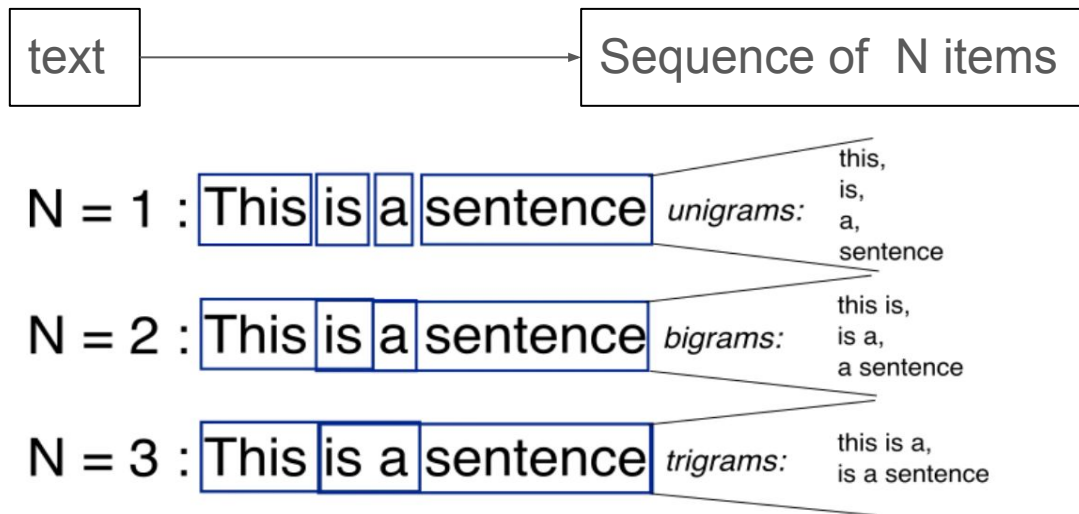 text
Sequence of N items
N = 1 : This is a sentence
unigrams:
this,
is,
a,
sentence
N = 2 : This is a sentence
bigrams:
this is,
is a,
a sentence
N = 3 : This is a sentence
trigrams:
this is a,
is a sentence